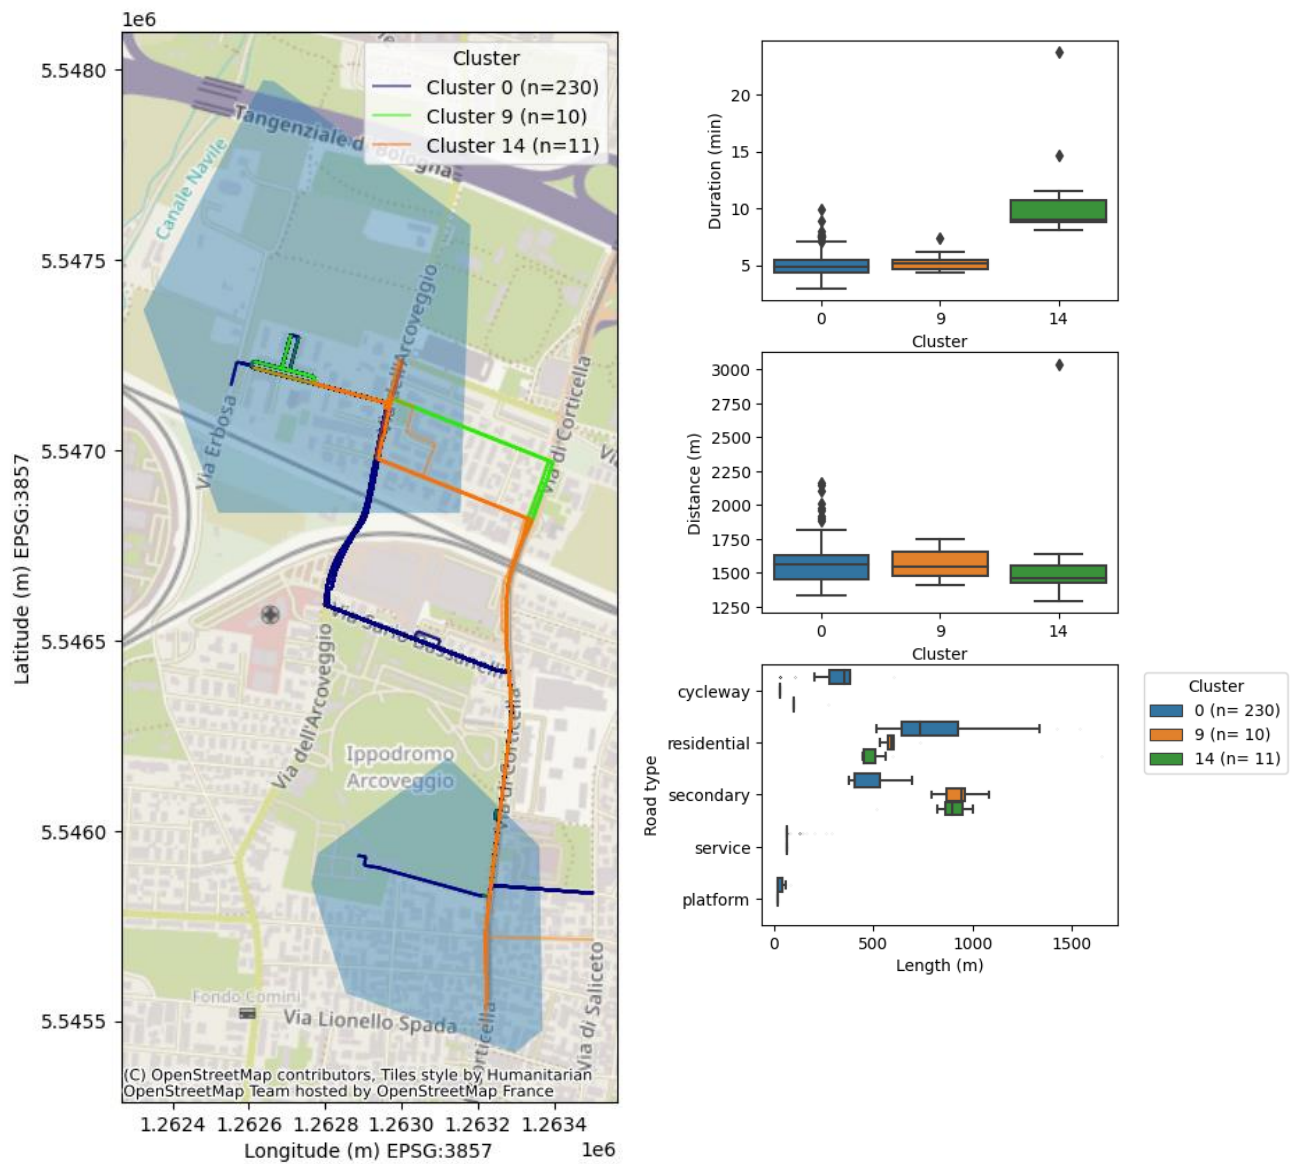 1e6
Cluster
Cluster 0 (n=230)
Cluster 9 (n=10)
Cluster 14 (n=11)
5.5480
5.5475
5.5470
5.5465
5.5460
5.5455
Latitude (m) EPSG:3857
Tangenziale di Bologna
Canale Navile
Via dell'Arcoveggio
Via di Corticella
Via Erbosa
Via dell'Arcoveggio
Via di Corticella
Ippodromo
Arcoveggio
Fondo Comini
Via Lionello Spada
Via di Saliceto
Corticella
(C) OpenStreetMap contributors, Tiles style by Humanitarian
OpenStreetMap Team hosted by OpenStreetMap France
1.2624 1.2626 1.2628 1.2630 1.2632 1.2634
Longitude (m) EPSG:3857
1e6
Duration (min)
20
15
10
5
0 9 14
Cluster
Distance (m)
3000
2750
2500
2250
2000
1750
1500
1250
0 9 14
Cluster
Road type
cycleway
residential
secondary
service
platform
0 500 1000 1500
Length (m)
Cluster
0 (n= 230)
9 (n= 10)
14 (n= 11)